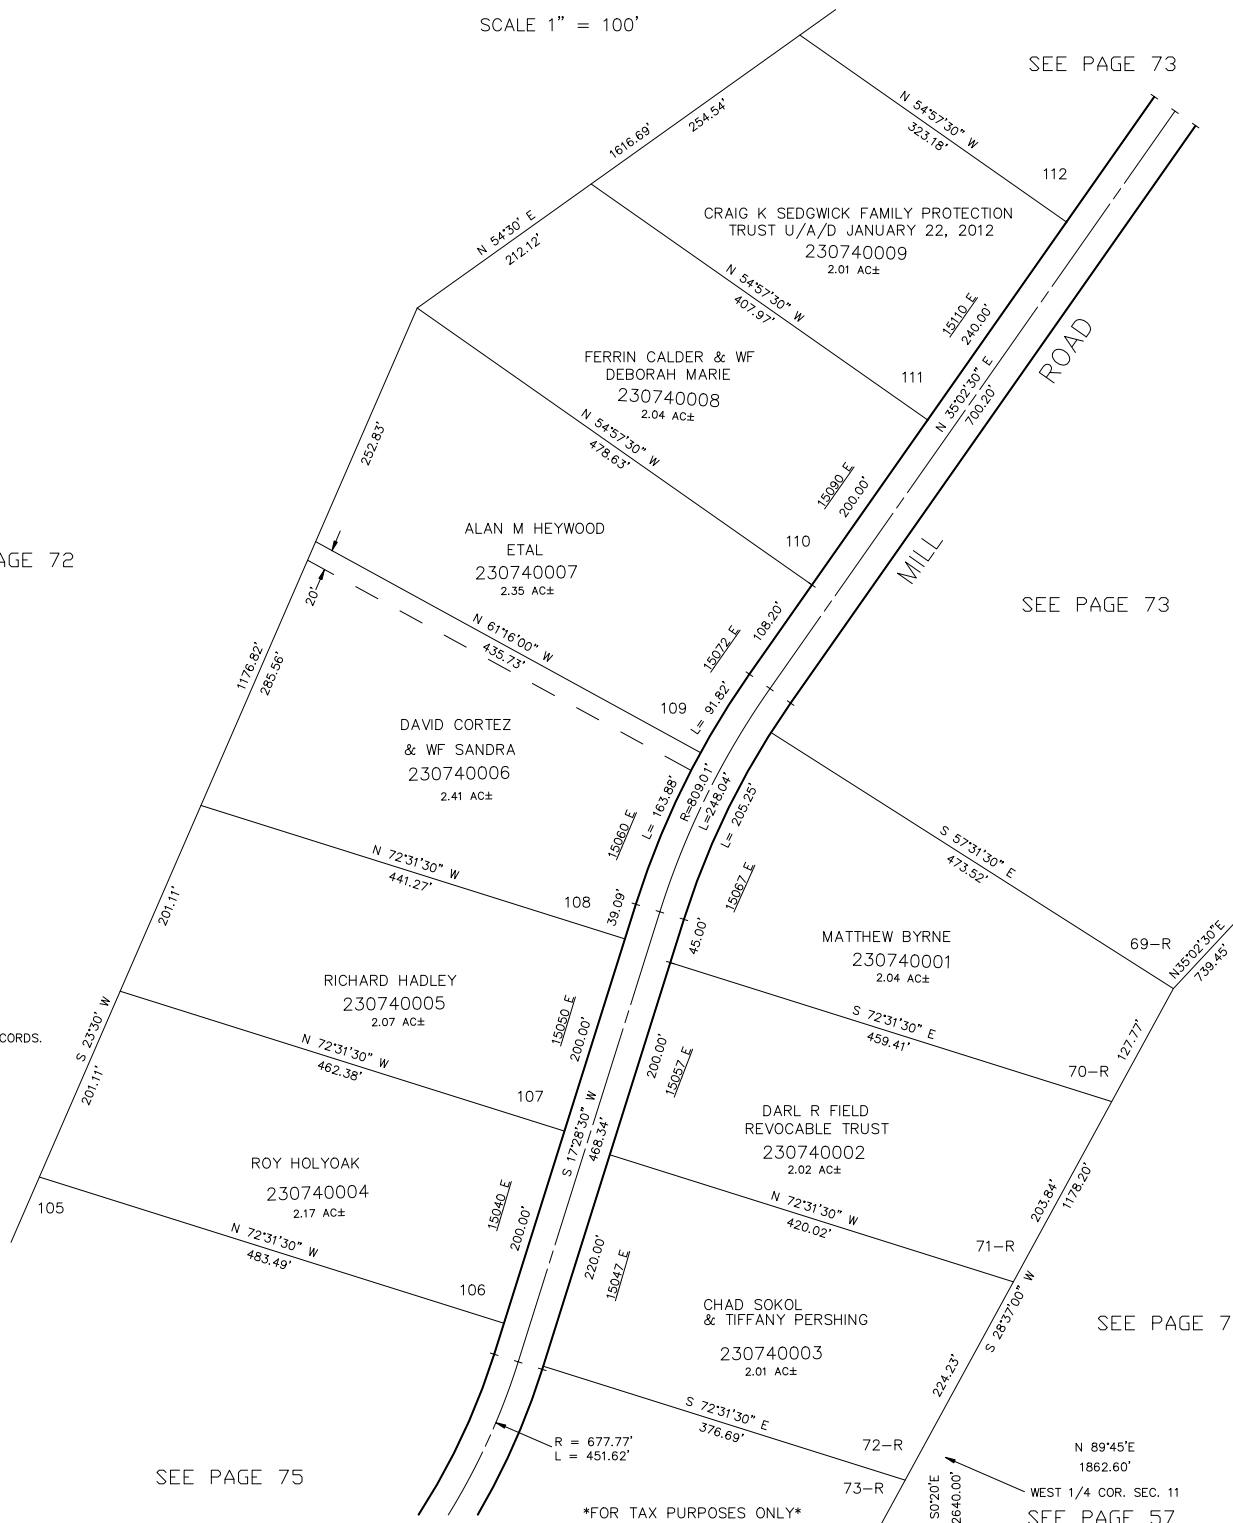 SCALE 1" = 100'
SEE PAGE 73
N 54°57'30" W
323.18'
254.54'
1616.69'
112
CRAIG K SEDGWICK FAMILY PROTECTION
TRUST U/A/D JANUARY 22, 2012
230740009
2.01 AC±
N 54°30' E
212.12'
N 54°57'30" W
407.97'
15110 E
240.00'
ROAD
FERRIN CALDER & WF
DEBORAH MARIE
230740008
2.04 AC±
111
N 35°02'30" E
700.20'
N 54°57'30" W
478.63'
252.83'
15090 E
200.00'
110
MILL
ALAN M HEYWOOD
ETAL
230740007
2.35 AC±
AGE 72
20'
SEE PAGE 73
N 61°16'00" W
435.73'
15072 E
108.20'
1176.82'
285.56'
109
L= 91.82'
DAVID CORTEZ
& WF SANDRA
230740006
2.41 AC±
R=809.01'
L=248.04'
L= 163.88'
L= 205.25'
15060 E
N 72°31'30" W
441.27'
S 57°31'30" E
473.52'
15067 E
201.11'
108
39.09'
45.00'
MATTHEW BYRNE
230740001
2.04 AC±
69-R
N35°02'30"E
739.45'
RICHARD HADLEY
230740005
2.07 AC±
15050 E
200.00'
S 23°30' W
CORDS.
N 72°31'30" W
462.38'
S 72°31'30" E
459.41'
200.00'
15057 E
127.77'
70-R
201.11'
107
S 17°28'30" W
468.34'
DARL R FIELD
REVOCABLE TRUST
230740002
2.02 AC±
ROY HOLYOAK
230740004
2.17 AC±
15040 E
200.00'
105
N 72°31'30" W
420.02'
203.84'
1178.20'
N 72°31'30" W
483.49'
220.00'
15047 E
71-R
106
CHAD SOKOL
& TIFFANY PERSHING
230740003
2.01 AC±
S 28°37'00" W
SEE PAGE 7
224.23'
S 72°31'30" E
376.69'
R = 677.77'
L = 451.62'
72-R
N 89°45'E
1862.60'
SEE PAGE 75
73-R
S0°20'E
2640.00'
WEST 1/4 COR. SEC. 11
*FOR TAX PURPOSES ONLY*
SEE PAGE 57